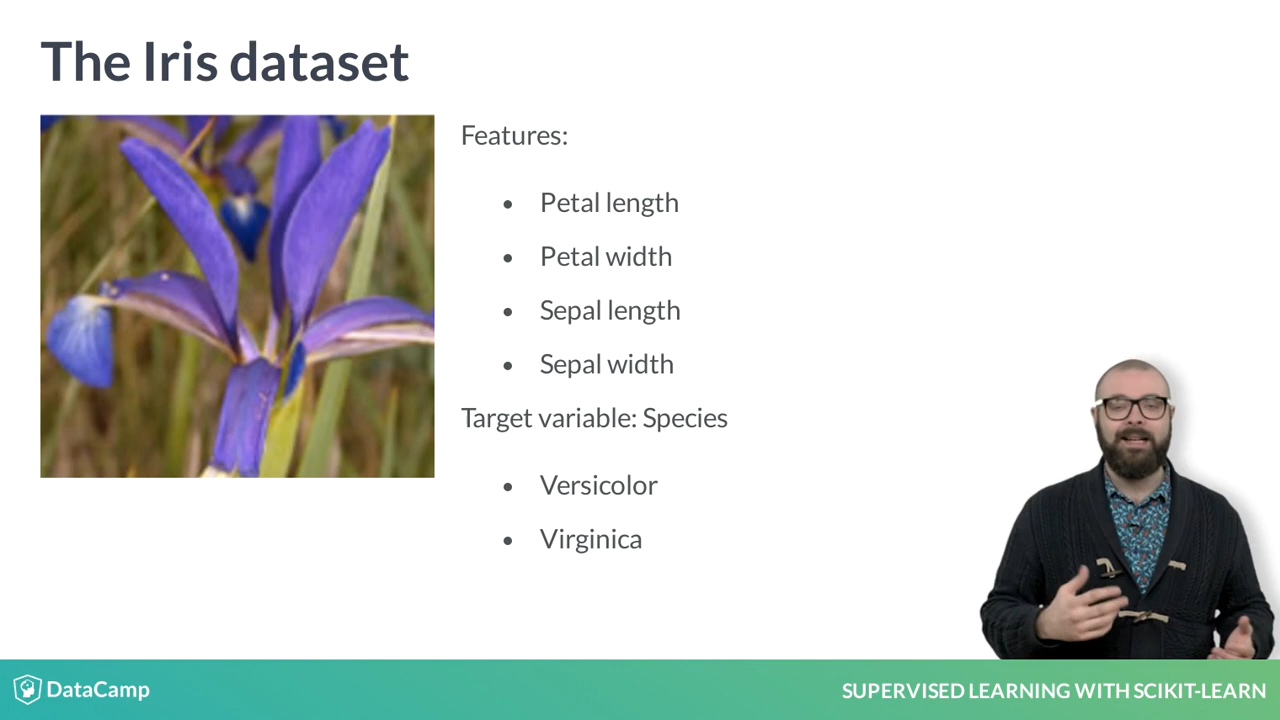 The Iris dataset
Features:
• Petal length
• Petal width
• Sepal length
• Sepal width
Target variable: Species
• Versicolor
• Virginica
DataCamp
SUPERVISED LEARNING WITH SCIKIT-LEARN